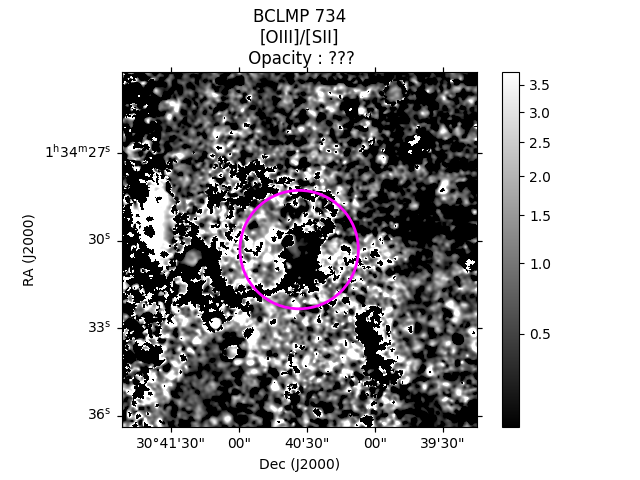 BCLMP 734
[OIII]/[SII]
Opacity : ???
1ʰ34ᵐ27ˢ
30ˢ
33ˢ
36ˢ
RA (J2000)
30°41'30" 00" 40'30" 00" 39'30"
Dec (J2000)
3.5
3.0
2.5
2.0
1.5
1.0
0.5